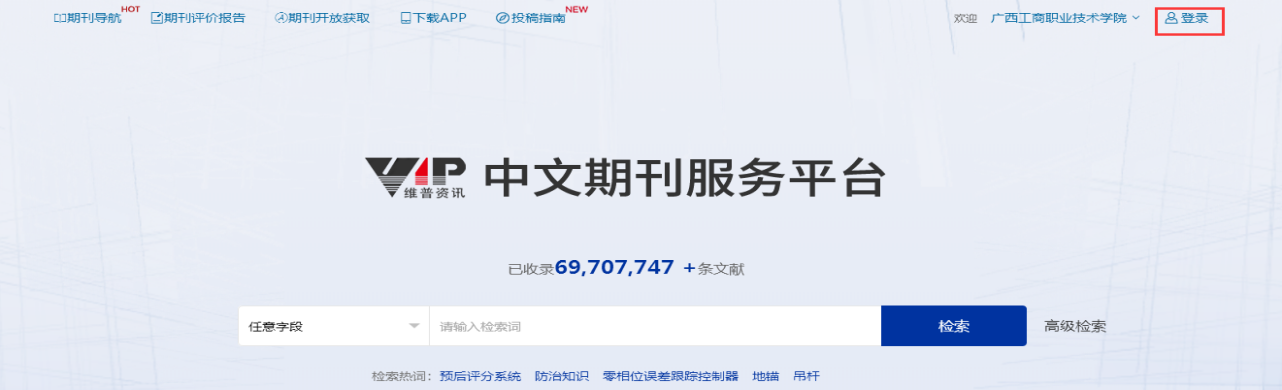 期刊导航 HOT 期刊评价报告 期刊开放获取 下载APP 投稿指南 NEW 欢迎 广西工商职业技术学院 登录
VIP 维普资讯 中文期刊服务平台
已收录69,707,747 +条文献
任意字段 请输入检索词 检索 高级检索
检索热词: 预后评分系统 防治知识 零相位误差跟踪控制器 地锚 吊杆